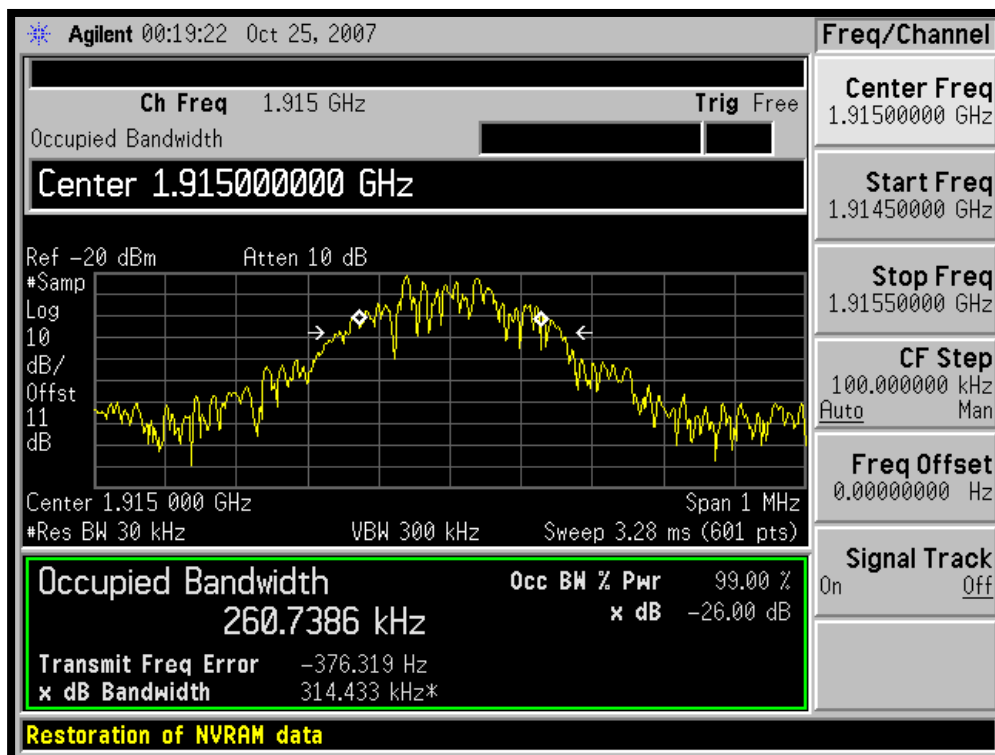 Agilent 00:19:22 Oct 25, 2007
Freq/Channel
Ch Freq 1.915 GHz Trig Free
Occupied Bandwidth
Center 1.915000000 GHz
Ref -20 dBm Atten 10 dB
#Samp
Log
10
dB/
Offst
11
dB
Center 1.915 000 GHz Span 1 MHz
#Res BW 30 kHz VBW 300 kHz Sweep 3.28 ms (601 pts)
Occupied Bandwidth
260.7386 kHz
Occ BW % Pwr 99.00 %
x dB -26.00 dB
Transmit Freq Error -376.319 Hz
x dB Bandwidth 314.433 kHz*
Restoration of NVRAM data
Center Freq
1.91500000 GHz
Start Freq
1.91450000 GHz
Stop Freq
1.91550000 GHz
CF Step
100.000000 kHz
Auto Man
Freq Offset
0.00000000 Hz
Signal Track
On Off